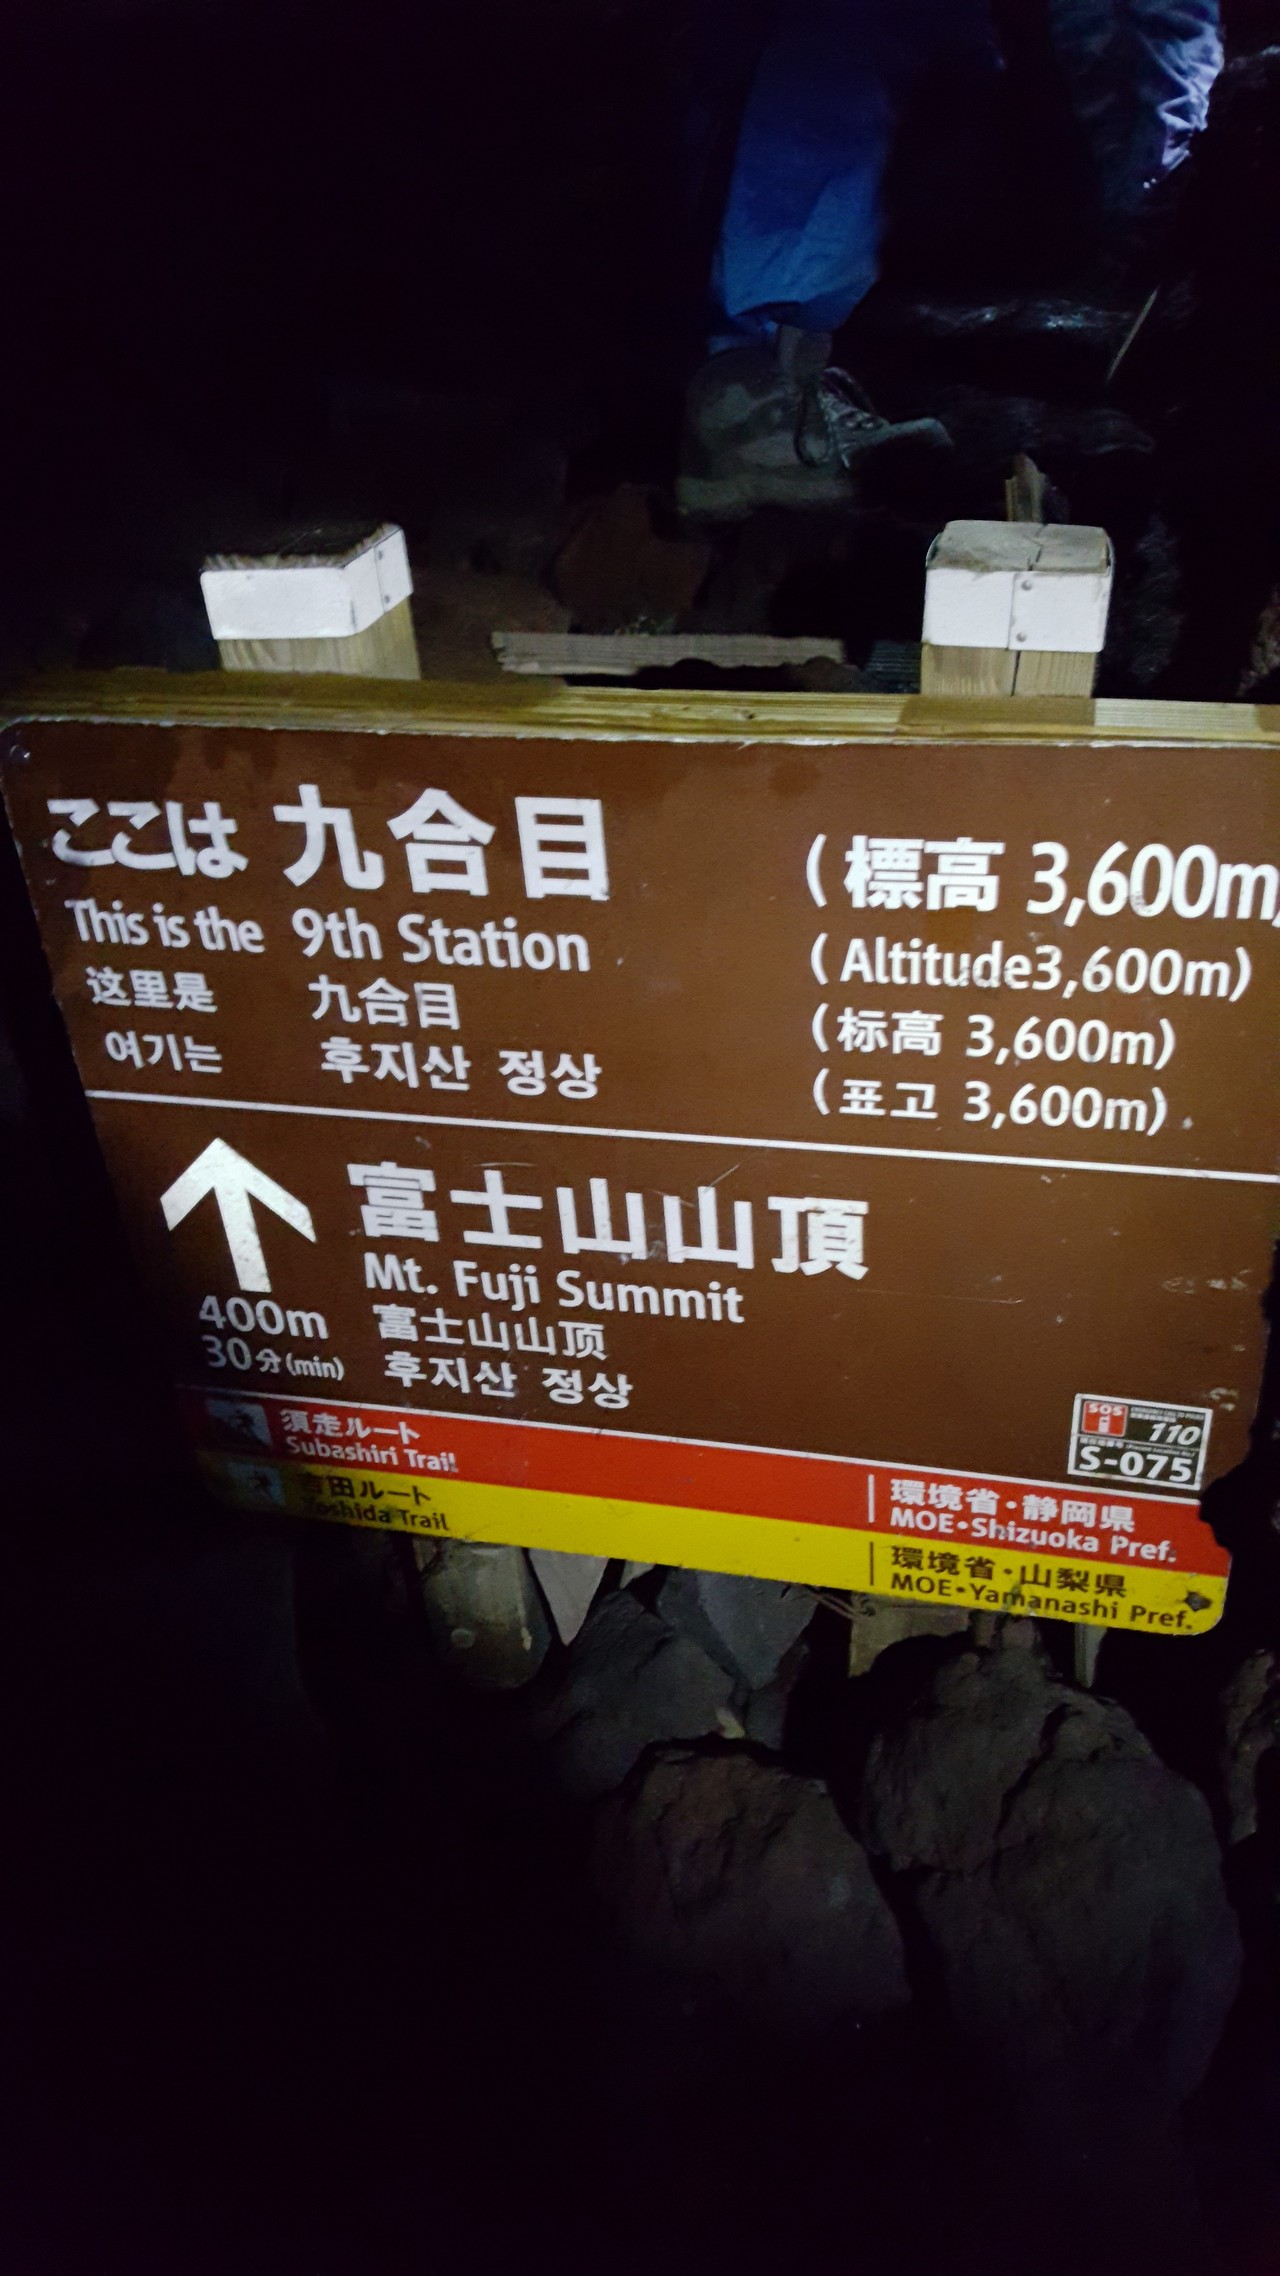 ここは 九合目 (標高 3,600m)
This is the 9th Station (Altitude3,600m)
这里是 九合目 (标高 3,600m)
여기는 후지산 정상 (표고 3,600m)
富士山山頂
Mt. Fuji Summit
400m 富士山山顶
30分(min) 후지산 정상
SOS
110
S-075
須走ルート
Subashiri Trail
環境省・静岡県
MOE・Shizuoka Pref.
吉田ルート
Yoshida Trail
環境省・山梨県
MOE・Yamanashi Pref.